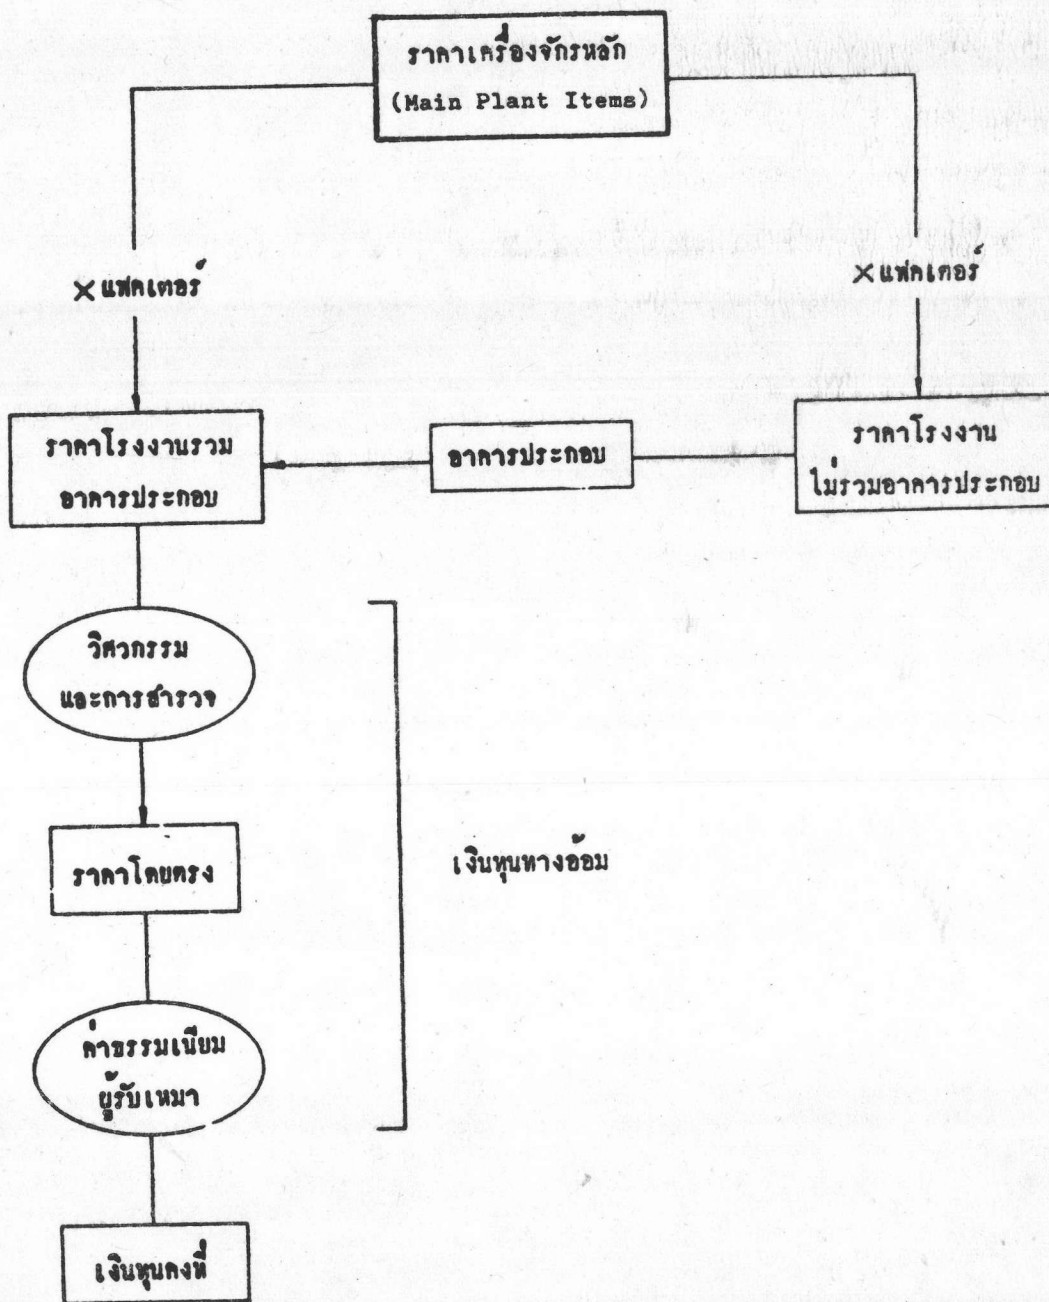 ราคาเครื่องจักรหลัก
(Main Plant Items)
×แฟคเตอร์
×แฟคเตอร์
ราคาโรงงานรวม
อาคารประกอบ
อาคารประกอบ
ราคาโรงงาน
ไม่รวมอาคารประกอบ
วิศวกรรม
และการสำรวจ
ราคาโดยตรง
เงินทุนทางอ้อม
ค่าธรรมเนียม
ผู้รับเหมา
เงินทุนคงที่